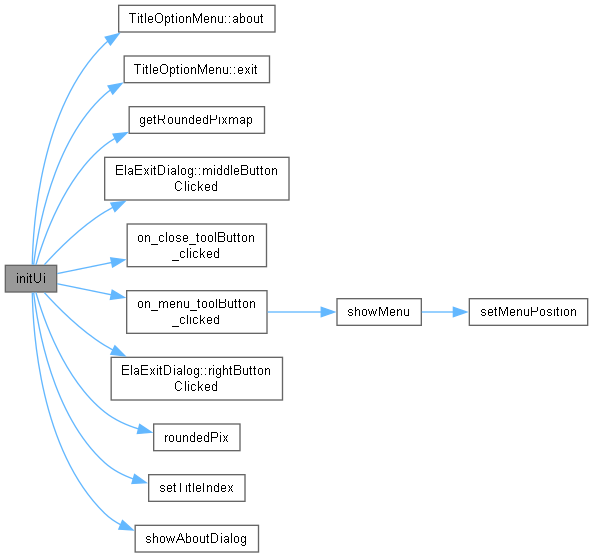 TitleOptionMenu::about
TitleOptionMenu::exit
getRoundedPixmap
ElaExitDialog::middleButton
Clicked
on_close_toolButton
_clicked
initUi
on_menu_toolButton
_clicked
showMenu
setMenuPosition
ElaExitDialog::rightButton
Clicked
roundedPix
setTitleIndex
showAboutDialog